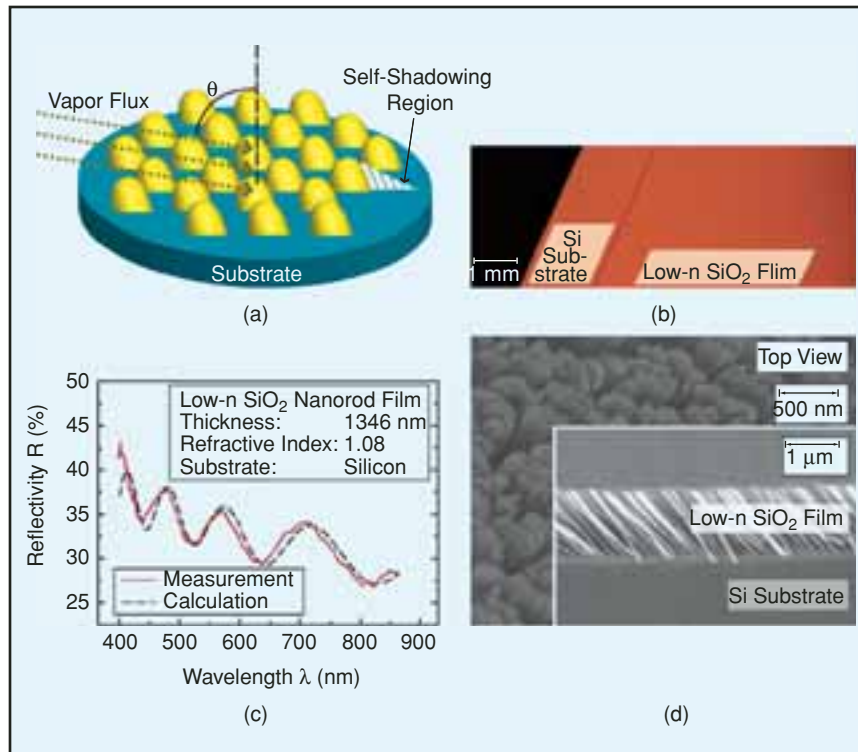 θ
Vapor Flux
Self-Shadowing
Region
Substrate
(a)
1 mm
Si
Sub-
strate
Low-n SiO₂ Flim
(b)
50
45
40
35
30
25
Reflectivity R (%)
Low-n SiO₂ Nanorod Film
Thickness: 1346 nm
Refractive Index: 1.08
Substrate: Silicon
Measurement
Calculation
400 500 600 700 800 900
Wavelength λ (nm)
(c)
Top View
500 nm
1 μm
Low-n SiO₂ Film
Si Substrate
(d)